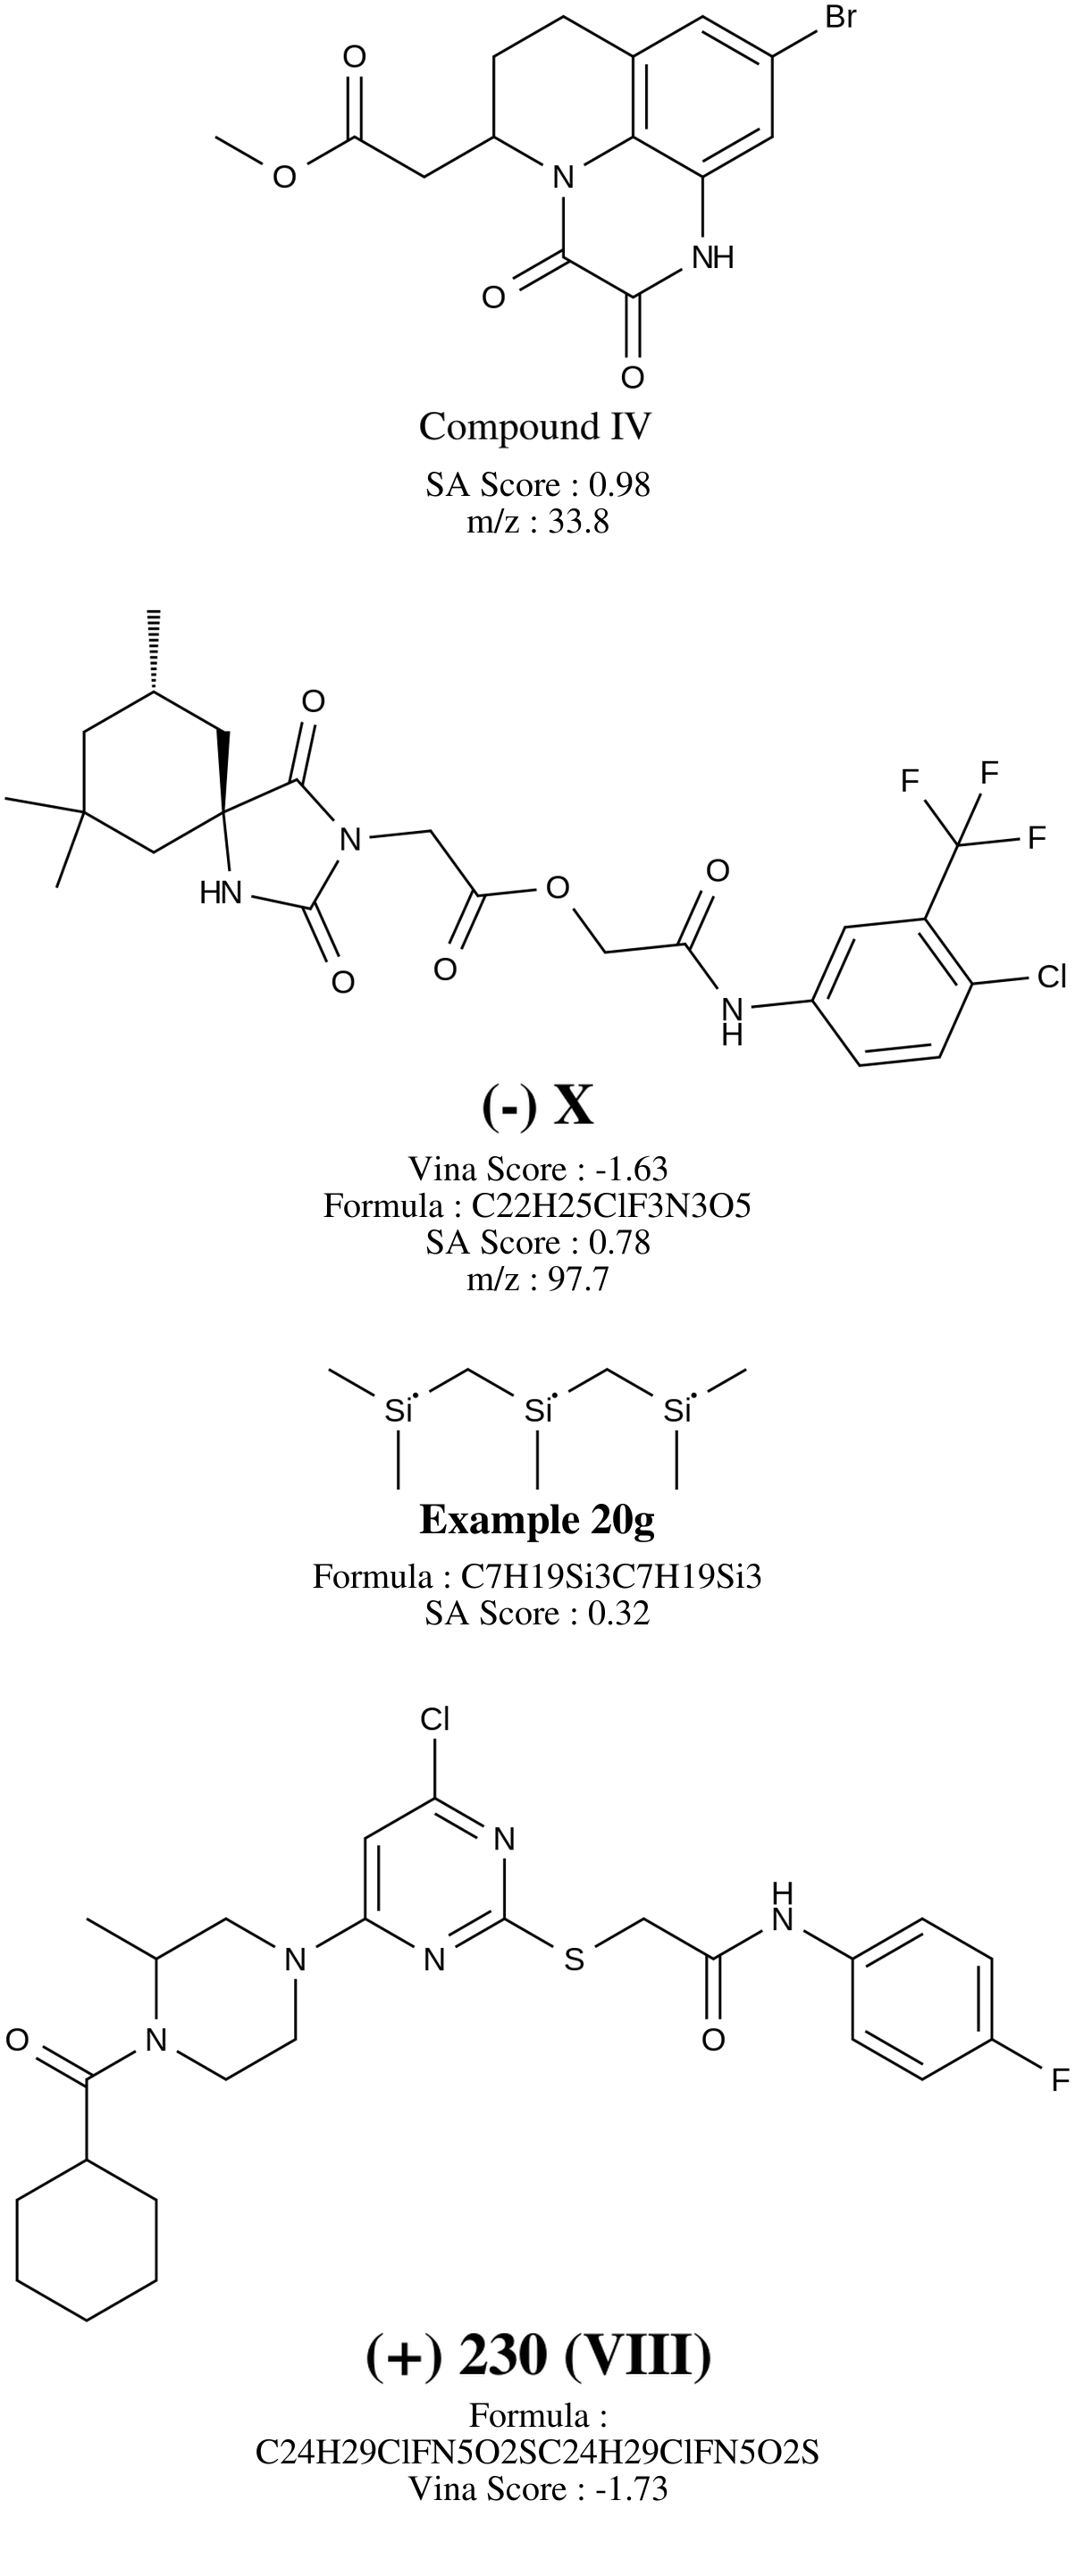 Br
O
O
N
NH
O
O
Compound IV
SA Score : 0.98
m/z : 33.8
O
F
F
F
N
O
O
HN
Cl
O
O
N
H
(-) X
Vina Score : -1.63
Formula : C22H25ClF3N3O5
SA Score : 0.78
m/z : 97.7
Si Si Si
Example 20g
Formula : C7H19Si3C7H19Si3
SA Score : 0.32
Cl
N
H
N
N
N
S
O
N
O
F
(+) 230 (VIII)
Formula :
C24H29ClFN5O2SC24H29ClFN5O2S
Vina Score : -1.73